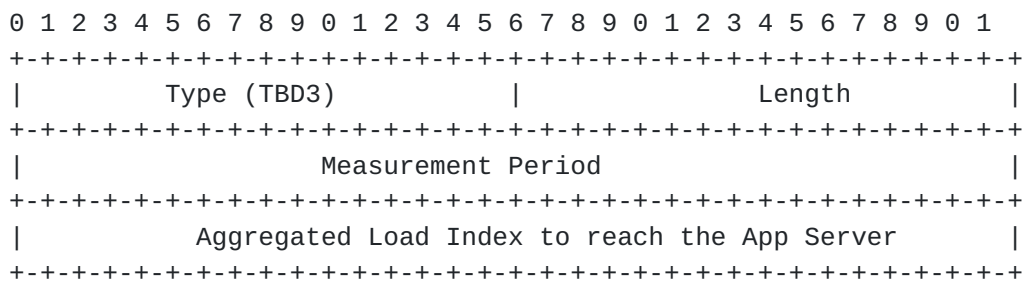 0 1 2 3 4 5 6 7 8 9 0 1 2 3 4 5 6 7 8 9 0 1 2 3 4 5 6 7 8 9 0 1
+-+-+-+-+-+-+-+-+-+-+-+-+-+-+-+-+-+-+-+-+-+-+-+-+-+-+-+-+-+-+-+-+
|         Type (TBD3)           |               Length          |
+-+-+-+-+-+-+-+-+-+-+-+-+-+-+-+-+-+-+-+-+-+-+-+-+-+-+-+-+-+-+-+-+
|                   Measurement Period                          |
+-+-+-+-+-+-+-+-+-+-+-+-+-+-+-+-+-+-+-+-+-+-+-+-+-+-+-+-+-+-+-+-+
|           Aggregated Load Index to reach the App Server       |
+-+-+-+-+-+-+-+-+-+-+-+-+-+-+-+-+-+-+-+-+-+-+-+-+-+-+-+-+-+-+-+-+